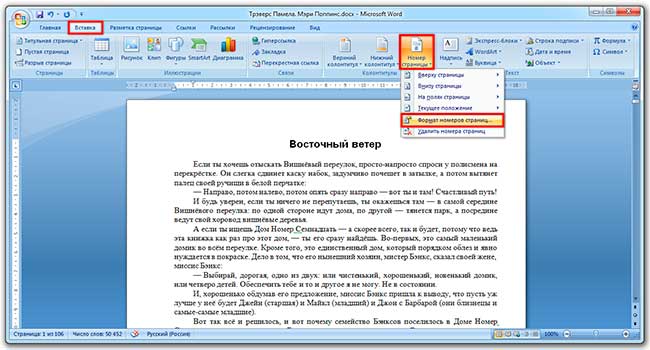 Трэверс Памела. Мэри Поппинс.docx - Microsoft Word
Главная Вставка Разметка страницы Ссылки Рассылки Рецензирование Вид
Титульная страница Пустая страница Разрыв страницы
Таблица
Рисунок Клип Фигуры SmartArt Диаграмма
Гиперссылка Закладка Перекрестная ссылка
Верхний колонтитул Нижний колонтитул Номер страницы
Надпись Экспресс-блоки WordArt Буквица
Строка подписи Дата и время Объект
Формула Символ
Страницы Таблицы Иллюстрации Связи Колонтитулы Символы
Вверху страницы
Внизу страницы
На полях страницы
Текущее положение
Формат номеров страниц...
Удалить номера страниц
Восточный ветер
Если ты хочешь отыскать Вишнёвый переулок, просто-напросто спроси у полисмена на
перекрёстке. Он слегка сдвинет каску набок, задумчиво почешет в затылке, а потом вытянет
палец своей ручищи в белой перчатке:
— Направо, потом налево, потом опять сразу направо — вот ты и там! Счастливый путь!
И будь уверен, если ты ничего не перепутаешь, ты окажешься там — в самой середине
Вишнёвого переулка: по одной стороне идут дома, по другой — тянется парк, а посредине
ведут свой хоровод вишнёвые деревья.
А если ты ищешь Дом Номер Семнадцать — а скорее всего, так и будет, потому что ведь
эта книжка как раз про этот дом, — ты его сразу найдёшь. Во-первых, это самый маленький
домик во всём переулке. Кроме того, это единственный дом, который порядком облез и явно
нуждается в покраске. Дело в том, что его нынешний хозяин, мистер Бэнкс, сказал своей жене,
миссис Бэнкс:
— Выбирай, дорогая, одно из двух: или чистенький, хорошенький, новенький домик,
или четверо детей. Обеспечить тебе и то и другое я не могу. Не в состоянии.
И, хорошенько обдумав его предложение, миссис Бэнкс пришла к выводу, что пусть уж
лучше у неё будет Джейн (старшая) и Майкл (младший) и Джон с Барбарой (они близнецы и
самые-самые младшие).
Вот так всё и решилось, и вот почему семейство Бэнксов поселилось в Доме Номер
Страница: 1 из 106 Число слов: 50 452 Русский (Россия) 100%